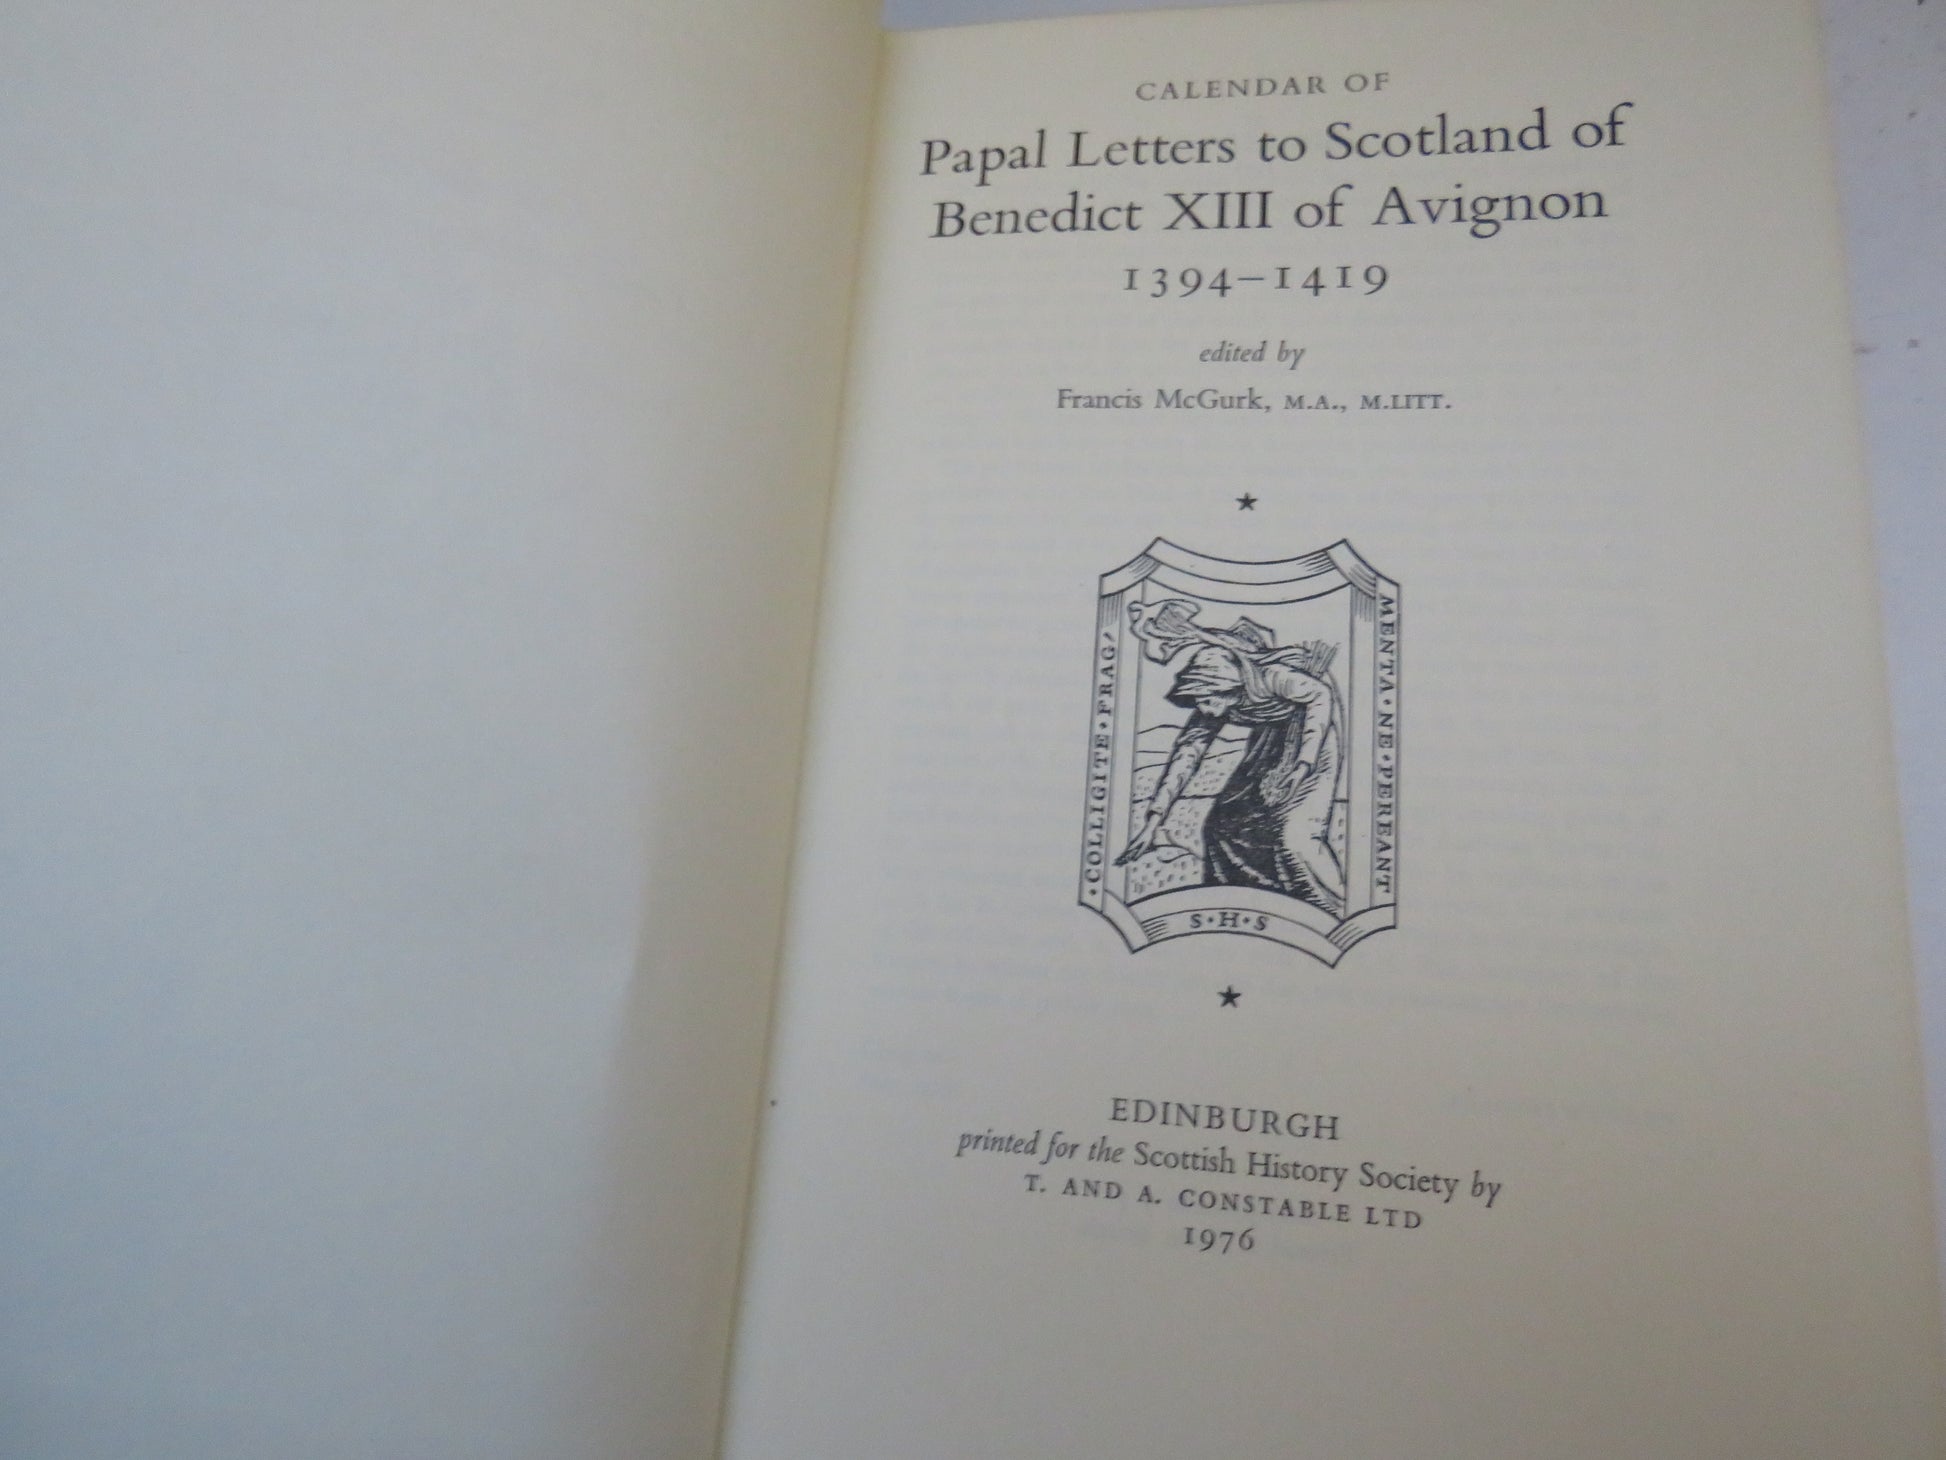 CALENDAR OF
Papal Letters to Scotland of
Benedict XIII of Avignon
1394–1419
edited by
Francis McGurk, M.A., M.LITT.
★
·COLLIGITE·FRAG/
MENTA·NE·PEREANT
S·H·S
★
EDINBURGH
printed for the Scottish History Society by
T. AND A. CONSTABLE LTD
1976